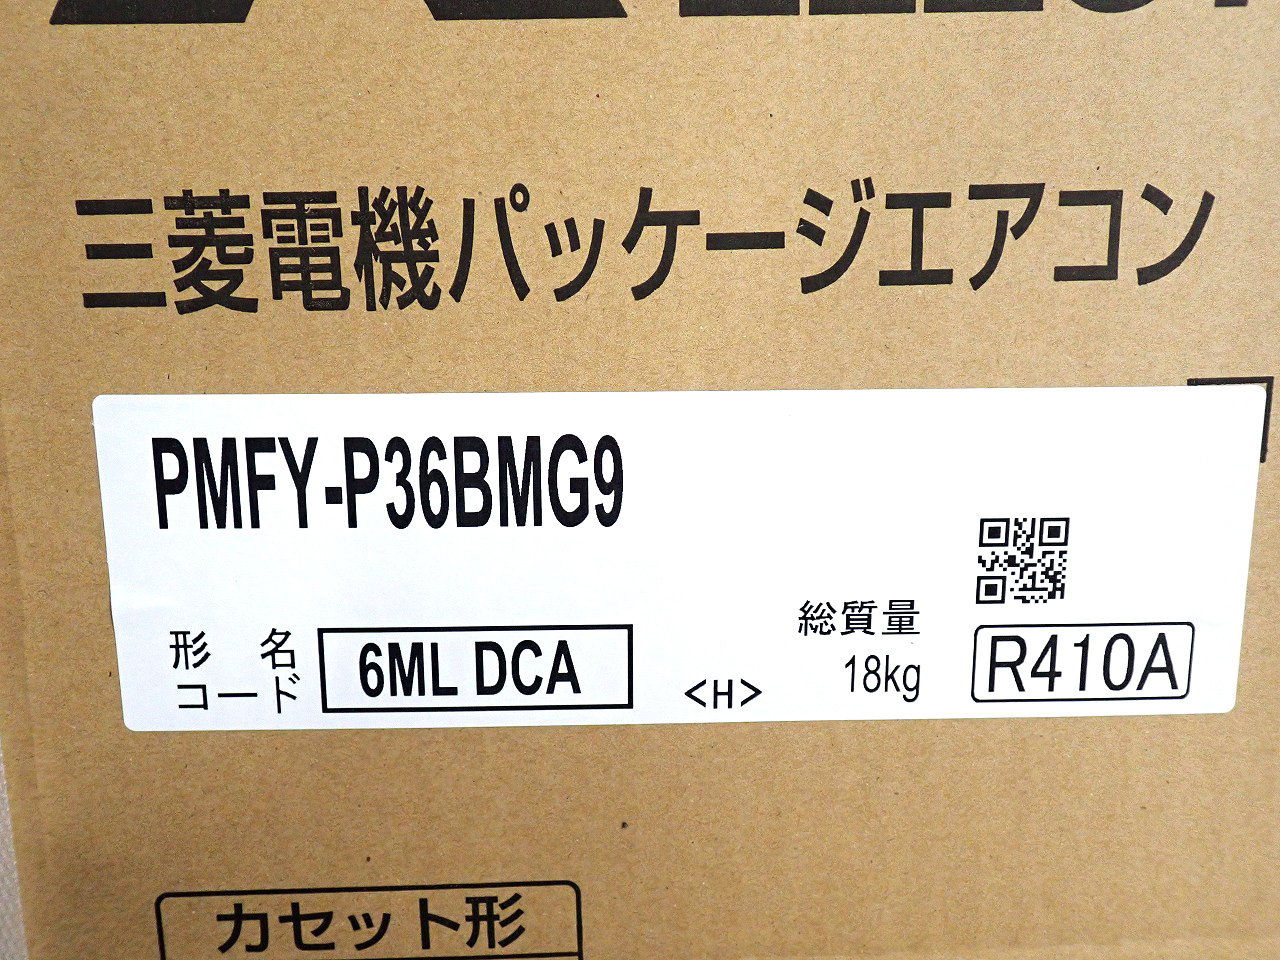 三菱電機パッケージエアコン
PMFY-P36BMG9
形名コード 6ML DCA
<H>
総質量
18kg
R410A
カセット形